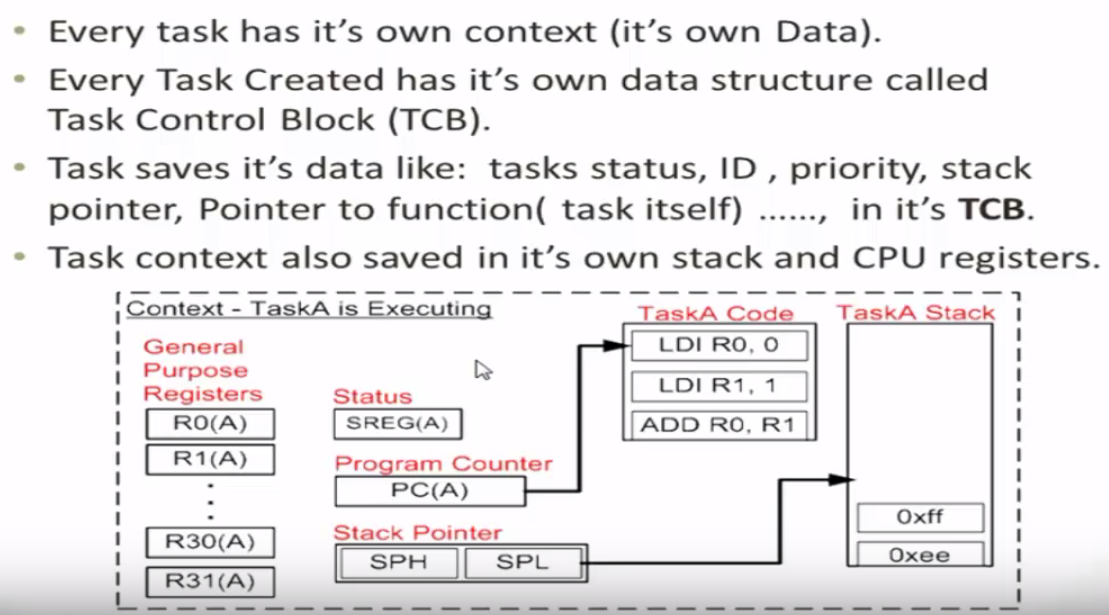 • Every task has it's own context (it's own Data).
• Every Task Created has it's own data structure called
Task Control Block (TCB).
• Task saves it's data like: tasks status, ID , priority, stack
pointer, Pointer to function( task itself) ......, in it's TCB.
• Task context also saved in it's own stack and CPU registers.
Context - TaskA is Executing
General
Purpose
Registers
R0(A)
R1(A)
R30(A)
R31(A)
Status
SREG(A)
Program Counter
PC(A)
Stack Pointer
SPH
SPL
TaskA Code
LDI R0, 0
LDI R1, 1
ADD R0, R1
TaskA Stack
0xff
0xee